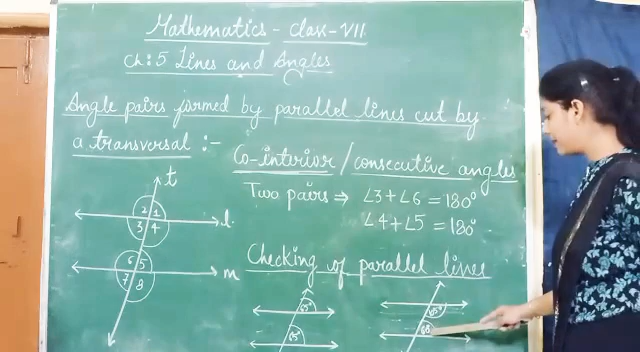 Mathematics - Class - VII
Ch: 5 Lines and Angles
Angle pairs formed by parallel lines cut by
a transversal :-
Co-interior / consecutive angles
Two pairs ⇒ ∠3 + ∠6 = 180°
∠4 + ∠5 = 180°
t
2 1
3 4
l
6 5
7 8
m
Checking of parallel lines
65°
65°